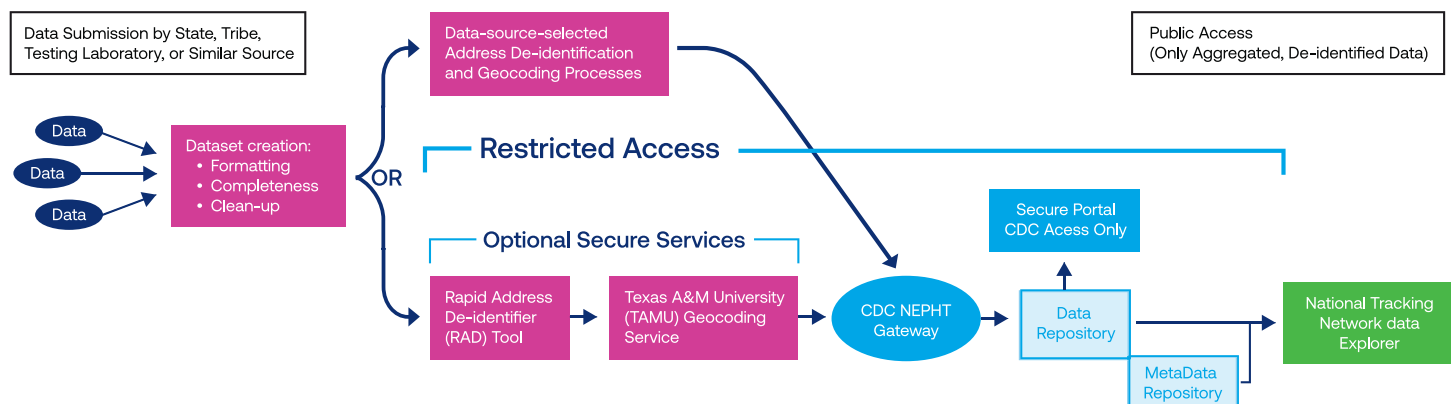 Data Submission by State, Tribe,
Testing Laboratory, or Similar Source
Data-source-selected
Address De-identification
and Geocoding Processes
Public Access
(Only Aggregated, De-identified Data)
Data
Data
Data
Dataset creation:
• Formatting
• Completeness
• Clean-up
OR
Restricted Access
Optional Secure Services
Rapid Address
De-identifier
(RAD) Tool
Texas A&M University
(TAMU) Geocoding
Service
CDC NEPHT
Gateway
Secure Portal
CDC Acess Only
Data
Repository
MetaData
Repository
National Tracking
Network data
Explorer